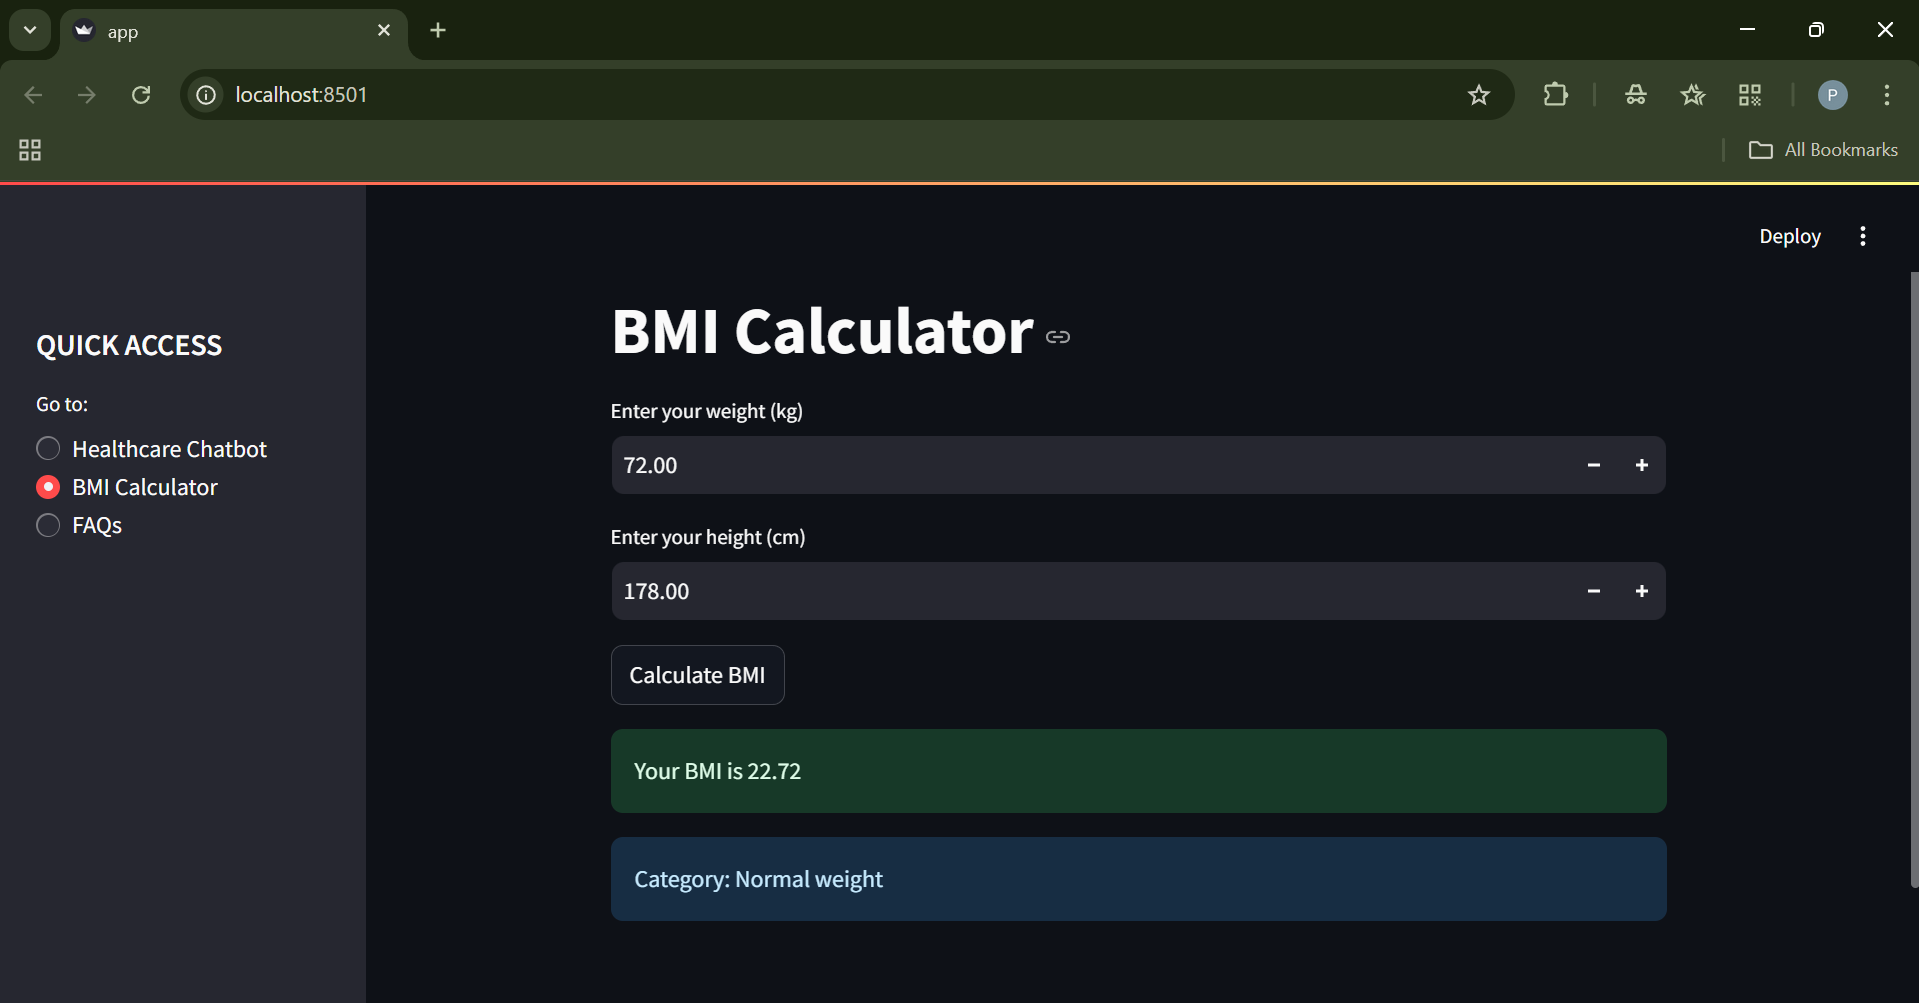 app
localhost:8501
P
All Bookmarks
Deploy
QUICK ACCESS
Go to:
Healthcare Chatbot
BMI Calculator
FAQs
BMI Calculator
Enter your weight (kg)
72.00
Enter your height (cm)
178.00
Calculate BMI
Your BMI is 22.72
Category: Normal weight